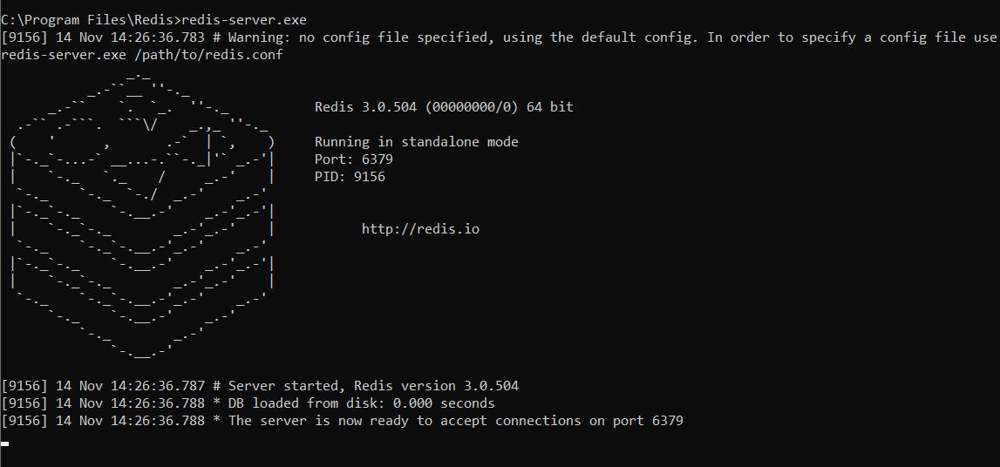 C:\Program Files\Redis>redis-server.exe
[9156] 14 Nov 14:26:36.783 # Warning: no config file specified, using the default config. In order to specify a config file use
redis-server.exe /path/to/redis.conf
Redis 3.0.504 (00000000/0) 64 bit
Running in standalone mode
Port: 6379
PID: 9156
http://redis.io
[9156] 14 Nov 14:26:36.787 # Server started, Redis version 3.0.504
[9156] 14 Nov 14:26:36.788 * DB loaded from disk: 0.000 seconds
[9156] 14 Nov 14:26:36.788 * The server is now ready to accept connections on port 6379